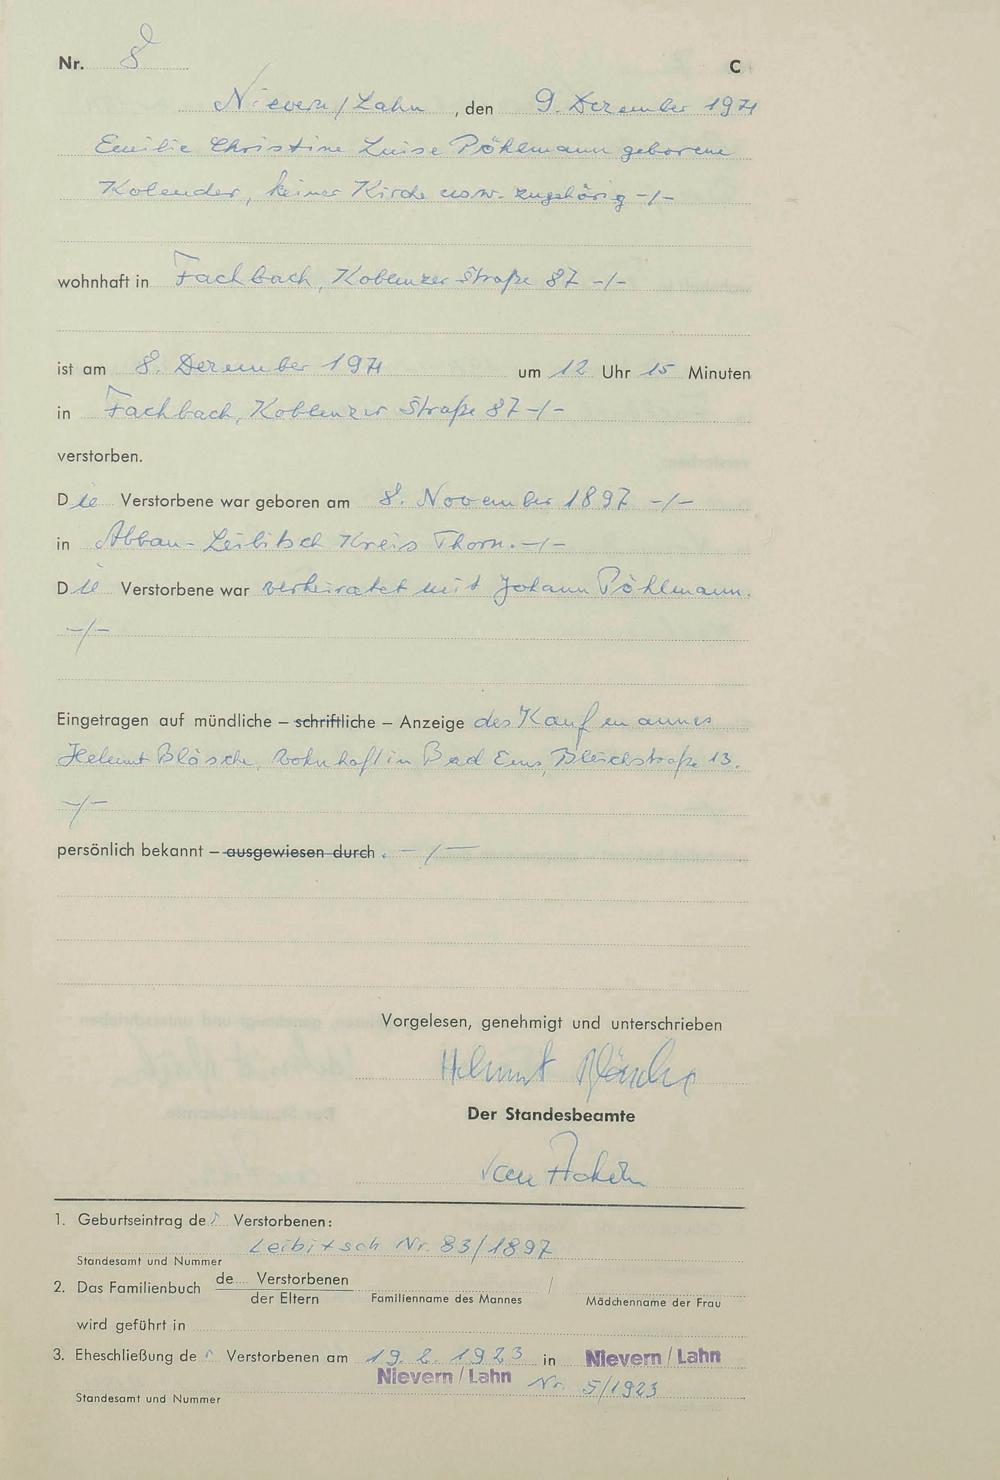 Nr. 8 C
Nievern/Lahn, den 9. Dezember 1971
Emilie Christine Luise Pöhlmann geborene
Kolender, keiner Kirche usw. zugehörig -/-
wohnhaft in Fachbach, Koblenzer Straße 87 -/-
ist am 8. Dezember 1971 um 12 Uhr 15 Minuten
in Fachbach, Koblenzer Straße 87 -/-
verstorben.
Die Verstorbene war geboren am 8. November 1897 -/-
in Abbau-Leibitsch Kreis Thorn. -/-
Die Verstorbene war verheiratet mit Johann Pöhlmann.
-/-
Eingetragen auf mündliche – schriftliche – Anzeige des Kaufmannes
Helmut Bläsche, wohnhaft in Bad Ems, Bleichstraße 13.
-/-
persönlich bekannt – ausgewiesen durch . -/-
Vorgelesen, genehmigt und unterschrieben
Helmut
Der Standesbeamte
van
1. Geburtseintrag der Verstorbenen:
Leibitsch Nr. 83/1897
Standesamt und Nummer
2. Das Familienbuch de Verstorbenen /
der Eltern Familienname des Mannes Mädchenname der Frau
wird geführt in
3. Eheschließung der Verstorbenen am 19. 2. 1923 in Nievern/Lahn
Nievern/Lahn Nr. 5/1923
Standesamt und Nummer